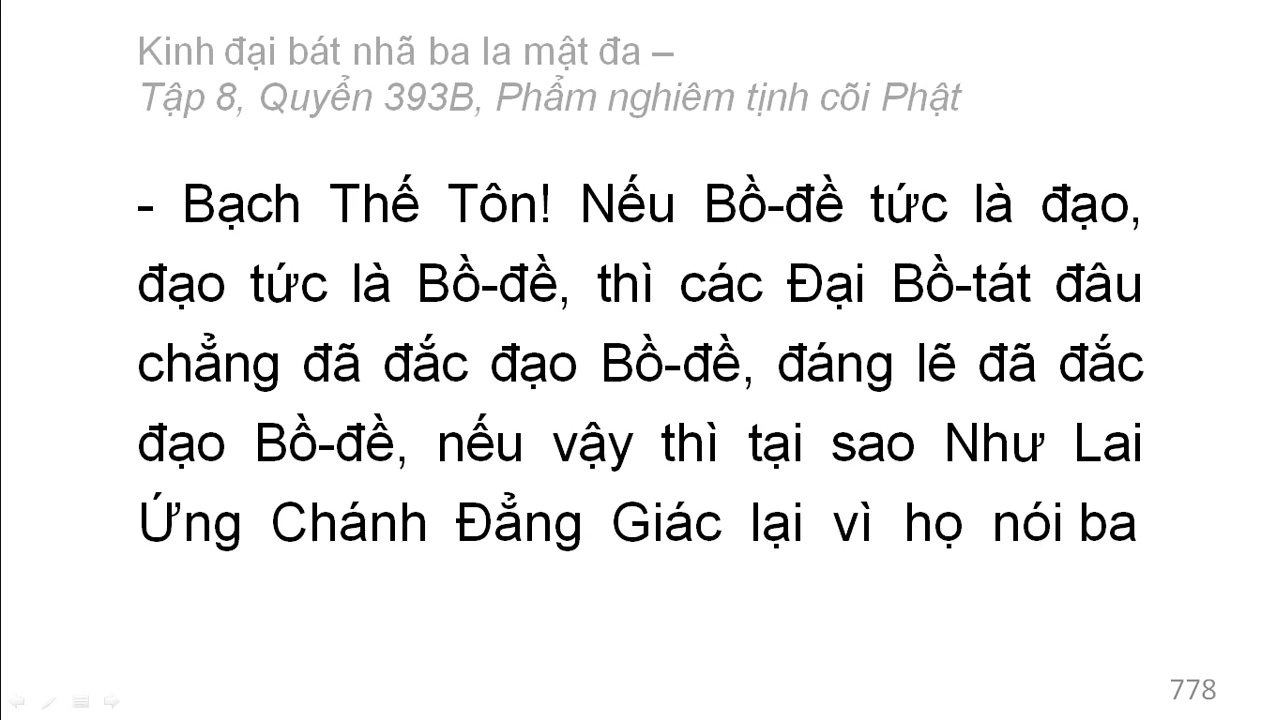 Kinh đại bát nhã ba la mật đa –
Tập 8, Quyển 393B, Phẩm nghiêm tịnh cõi Phật
- Bạch Thế Tôn! Nếu Bồ-đề tức là đạo,
đạo tức là Bồ-đề, thì các Đại Bồ-tát đâu
chẳng đã đắc đạo Bồ-đề, đáng lẽ đã đắc
đạo Bồ-đề, nếu vậy thì tại sao Như Lai
Ứng Chánh Đẳng Giác lại vì họ nói ba
778